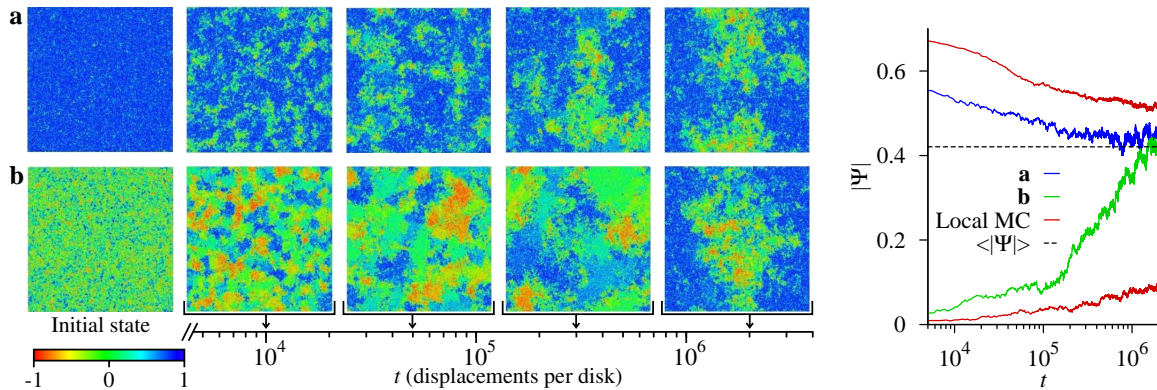 a
b
Initial state
-1 0 1
10^4 10^5 10^6
t (displacements per disk)
0.6
0.4
0.2
0
|Ψ|
a
b
Local MC
<|Ψ|>
10^4 10^5 10^6
t